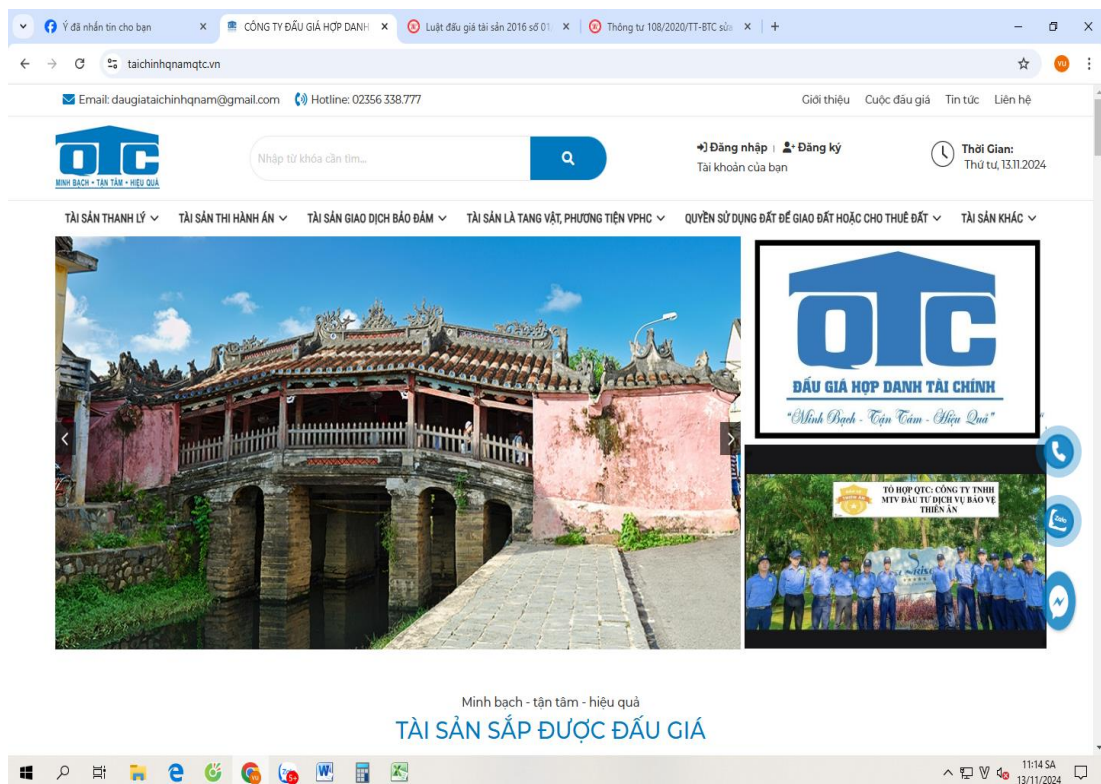 Ý đã nhắn tin cho bạn
CÔNG TY ĐẤU GIÁ HỢP DANH
Luật đấu giá tài sản 2016 số 01
Thông tư 108/2020/TT-BTC sửa
taichinhqnamqtc.vn
VU
Email: daugiataichinhqnam@gmail.com
Hotline: 02356 338.777
Giới thiệu Cuộc đấu giá Tin tức Liên hệ
QTC
MINH BẠCH - TẬN TÂM - HIỆU QUẢ
Nhập từ khóa cần tìm...
Đăng nhập | Đăng ký
Tài khoản của bạn
Thời Gian:
Thứ tư, 13.11.2024
TÀI SẢN THANH LÝ TÀI SẢN THI HÀNH ÁN TÀI SẢN GIAO DỊCH BẢO ĐẢM TÀI SẢN LÀ TANG VẬT, PHƯƠNG TIỆN VPHC QUYỀN SỬ DỤNG ĐẤT ĐỂ GIAO ĐẤT HOẶC CHO THUÊ ĐẤT TÀI SẢN KHÁC
QTC
ĐẤU GIÁ HỢP DANH TÀI CHÍNH
"Minh Bạch - Tận Tâm - Hiệu Quả"
TỔ HỢP QTC: CÔNG TY TNHH
MTV ĐẦU TƯ DỊCH VỤ BẢO VỆ
THIÊN ÂN
Zalo
Minh bạch - tận tâm - hiệu quả
TÀI SẢN SẮP ĐƯỢC ĐẤU GIÁ
5+
11:14 SA
13/11/2024